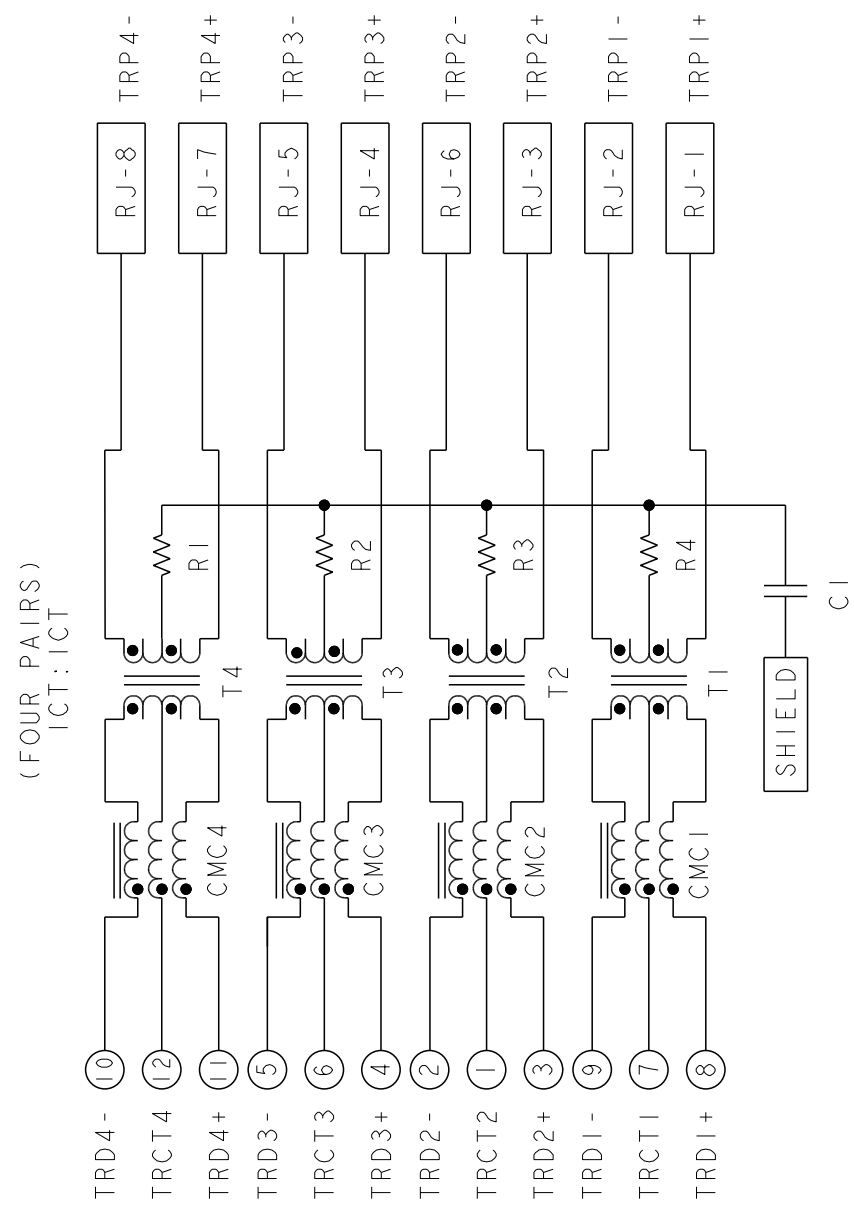 (FOUR PAIRS)
1CT:1CT
TRP4-
TRP4+
TRP3-
TRP3+
TRP2-
TRP2+
TRP1-
TRP1+
RJ-8
RJ-7
RJ-5
RJ-4
RJ-6
RJ-3
RJ-2
RJ-1
R1
R2
R3
R4
C1
T4
T3
T2
T1
SHIELD
CMC4
CMC3
CMC2
CMC1
10
12
11
5
6
4
2
1
3
9
7
8
TRD4-
TRCT4
TRD4+
TRD3-
TRCT3
TRD3+
TRD2-
TRCT2
TRD2+
TRD1-
TRCT1
TRD1+